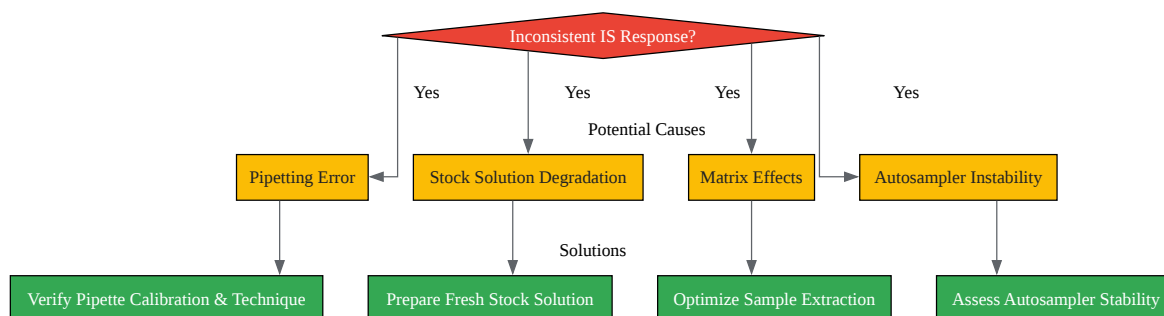 Inconsistent IS Response?
Yes
Yes
Yes
Yes
Potential Causes
Pipetting Error
Stock Solution Degradation
Matrix Effects
Autosampler Instability
Solutions
Verify Pipette Calibration & Technique
Prepare Fresh Stock Solution
Optimize Sample Extraction
Assess Autosampler Stability